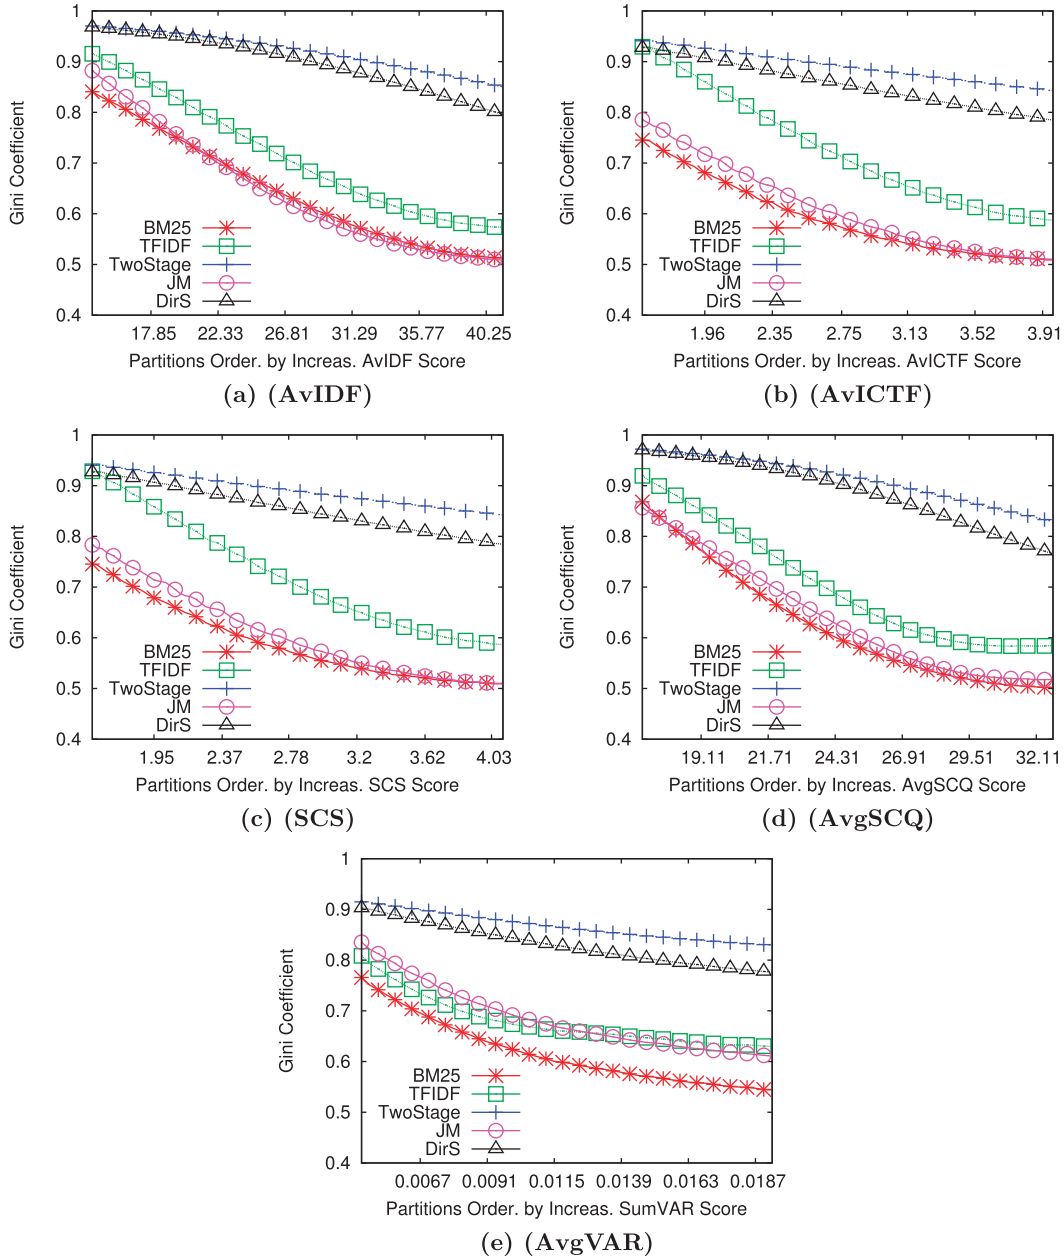 1
0.9
0.8
0.7
0.6
0.5
0.4
Gini Coefficient
BM25
TFIDF
TwoStage
JM
DirS
17.85 22.33 26.81 31.29 35.77 40.25
Partitions Order. by Increas. AvIDF Score
(a) (AvIDF)
1
0.9
0.8
0.7
0.6
0.5
0.4
Gini Coefficient
BM25
TFIDF
TwoStage
JM
DirS
1.96 2.35 2.75 3.13 3.52 3.91
Partitions Order. by Increas. AvICTF Score
(b) (AvICTF)
1
0.9
0.8
0.7
0.6
0.5
0.4
Gini Coefficient
BM25
TFIDF
TwoStage
JM
DirS
1.95 2.37 2.78 3.2 3.62 4.03
Partitions Order. by Increas. SCS Score
(c) (SCS)
1
0.9
0.8
0.7
0.6
0.5
0.4
Gini Coefficient
BM25
TFIDF
TwoStage
JM
DirS
19.11 21.71 24.31 26.91 29.51 32.11
Partitions Order. by Increas. AvgSCQ Score
(d) (AvgSCQ)
1
0.9
0.8
0.7
0.6
0.5
0.4
Gini Coefficient
BM25
TFIDF
TwoStage
JM
DirS
0.0067 0.0091 0.0115 0.0139 0.0163 0.0187
Partitions Order. by Increas. SumVAR Score
(e) (AvgVAR)